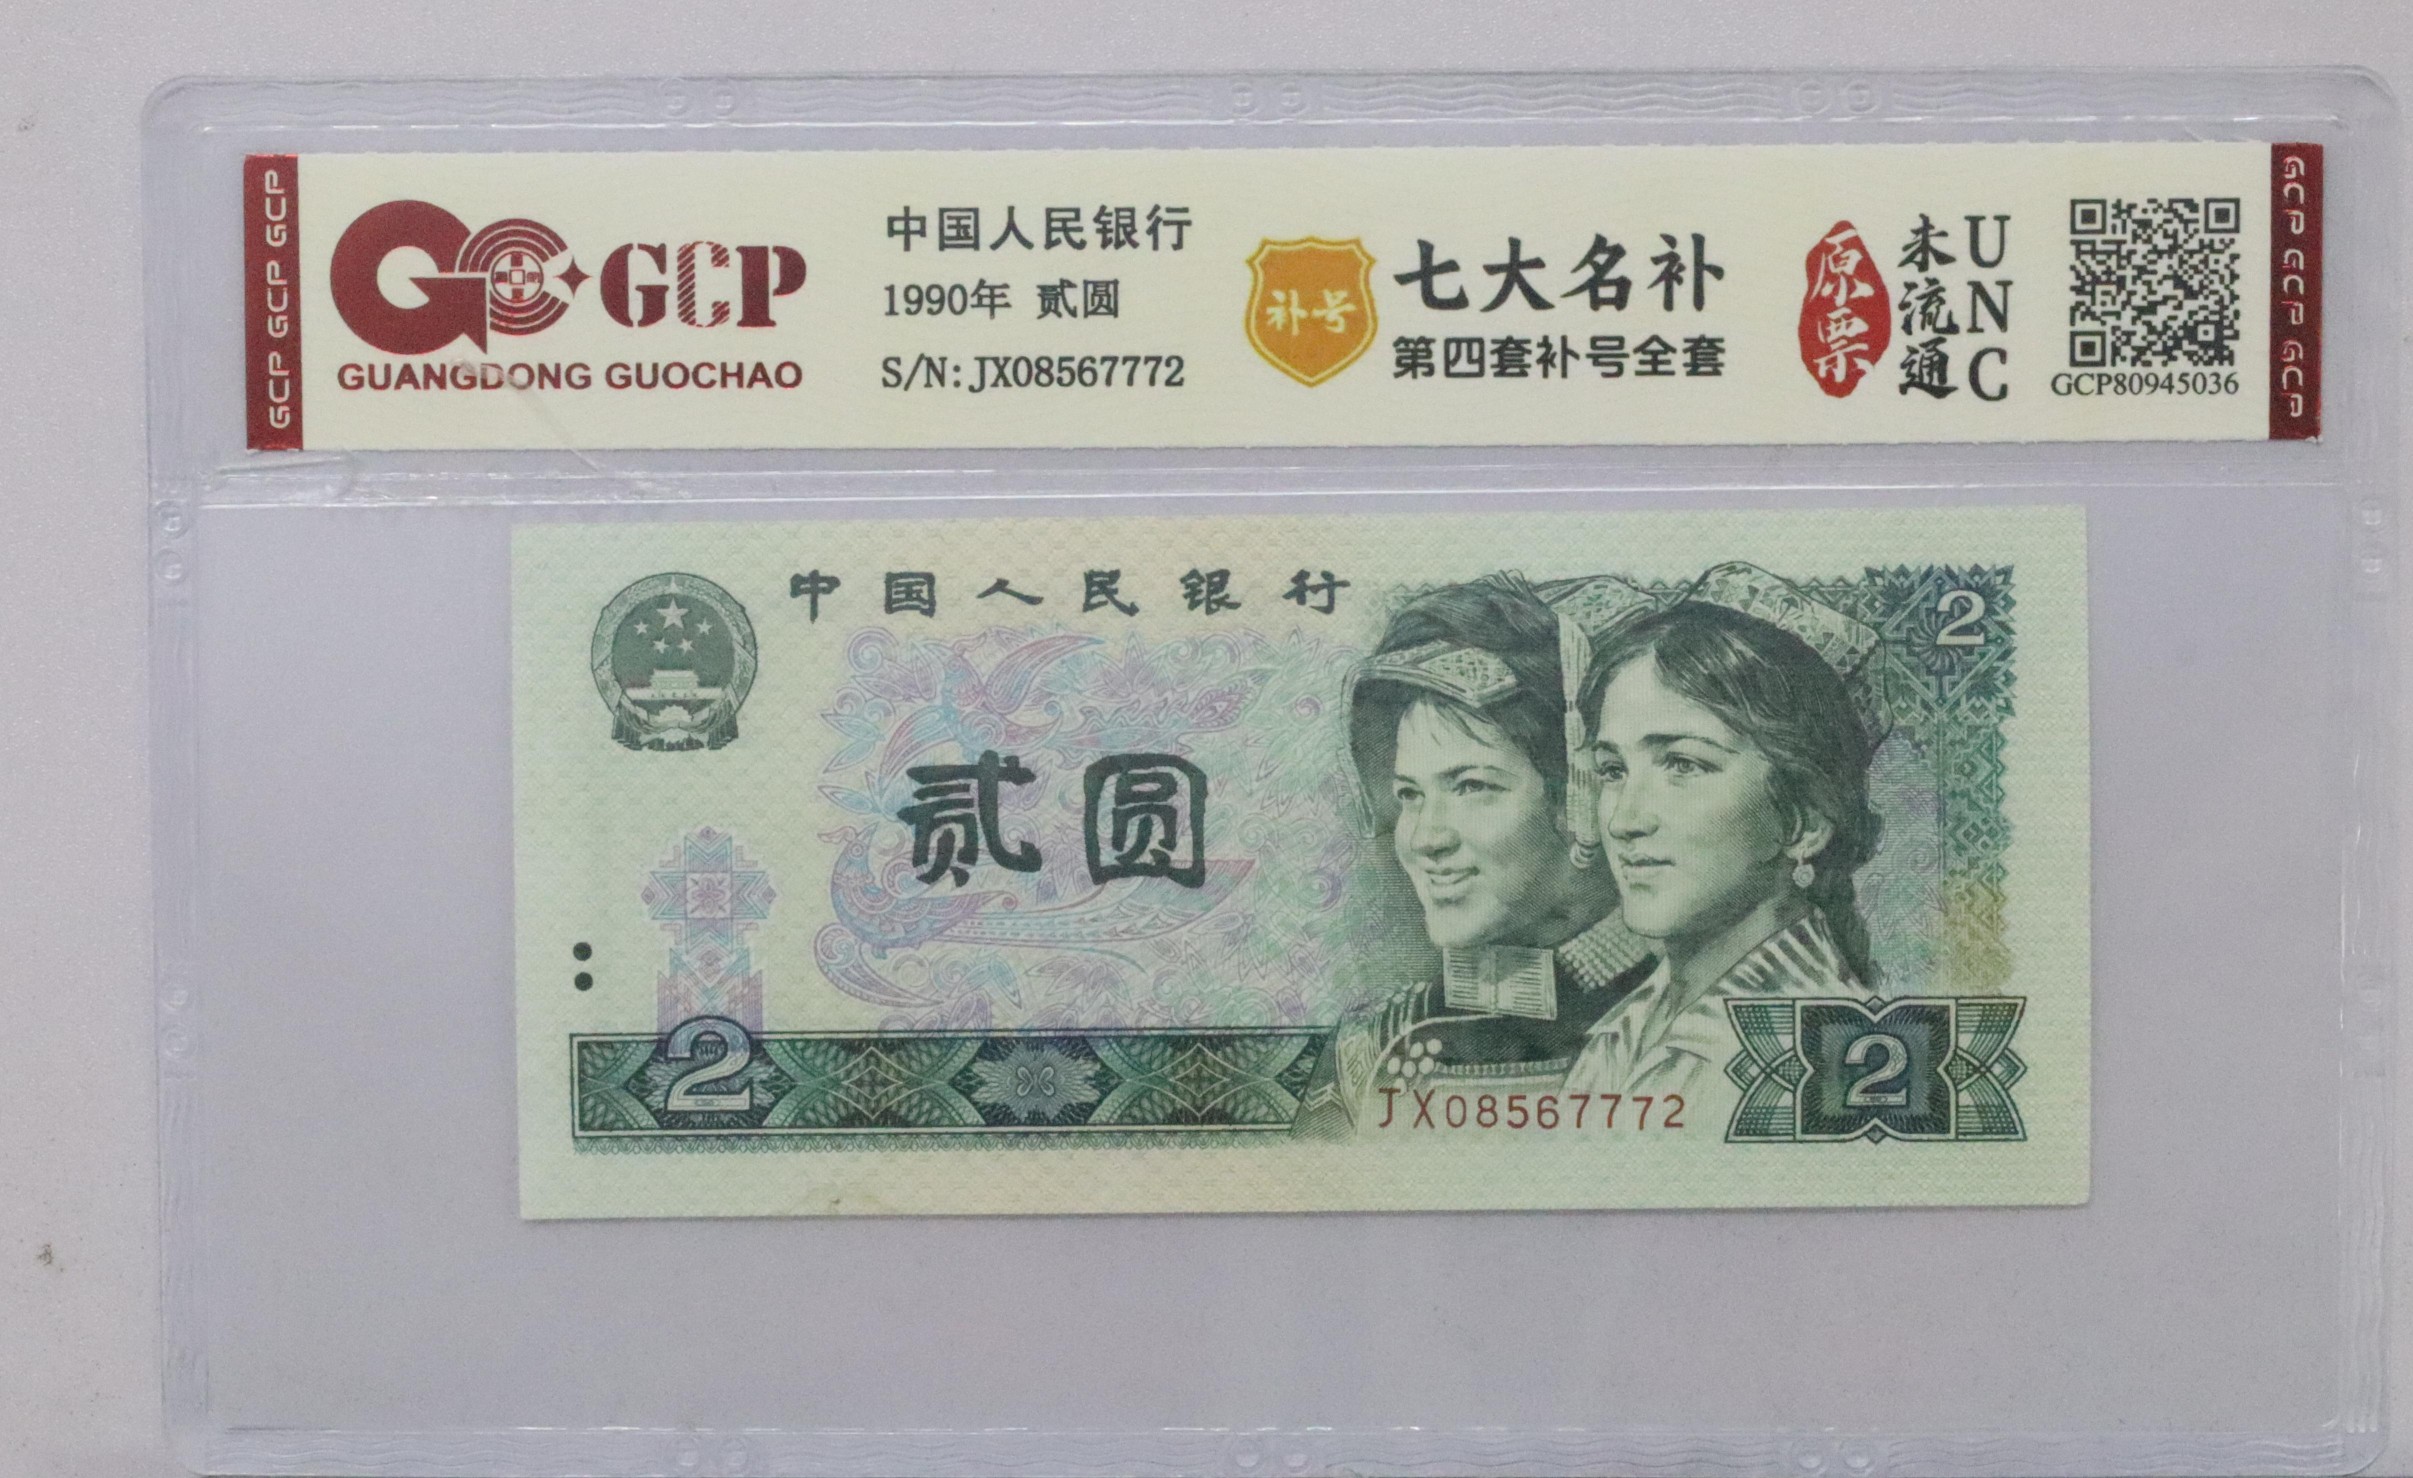 GCP GCP GCP
GCP
GUANGDONG GUOCHAO
中国人民银行
1990年 贰圆
S/N: JX08567772
补号
七大名补
第四套补号全套
原票
未流通
UNC
GCP80945036
GCP GCP GCP
中国人民银行
2
贰圆
2
JX08567772
2